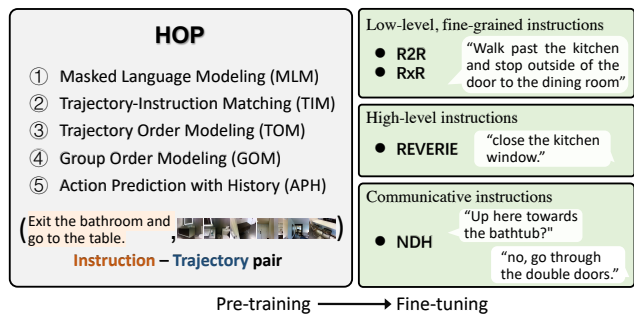 HOP
① Masked Language Modeling (MLM)
② Trajectory-Instruction Matching (TIM)
③ Trajectory Order Modeling (TOM)
④ Group Order Modeling (GOM)
⑤ Action Prediction with History (APH)
(Exit the bathroom and
go to the table. , )
Instruction – Trajectory pair
Low-level, fine-grained instructions
● R2R
● RxR
“Walk past the kitchen
and stop outside of the
door to the dining room”
High-level instructions
● REVERIE
“close the kitchen
window.”
Communicative instructions
● NDH
“Up here towards
the bathtub?"
“no, go through
the double doors.”
Pre-training → Fine-tuning